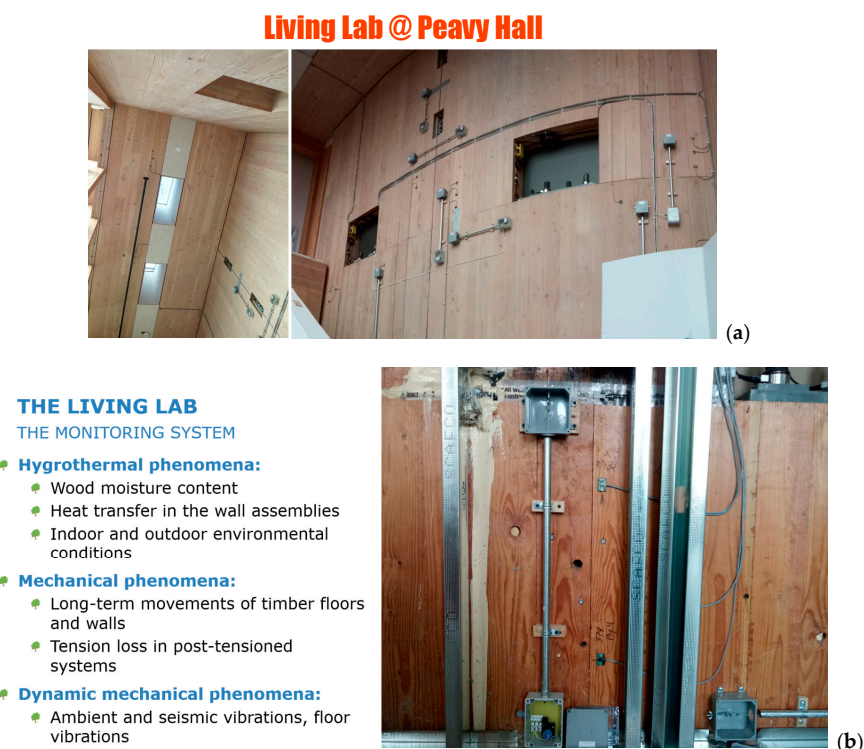 Living Lab @ Peavy Hall
(a)
THE LIVING LAB
THE MONITORING SYSTEM
Hygrothermal phenomena:
Wood moisture content
Heat transfer in the wall assemblies
Indoor and outdoor environmental
conditions
Mechanical phenomena:
Long-term movements of timber floors
and walls
Tension loss in post-tensioned
systems
Dynamic mechanical phenomena:
Ambient and seismic vibrations, floor
vibrations
SCAFCO
SCAFCO
(b)